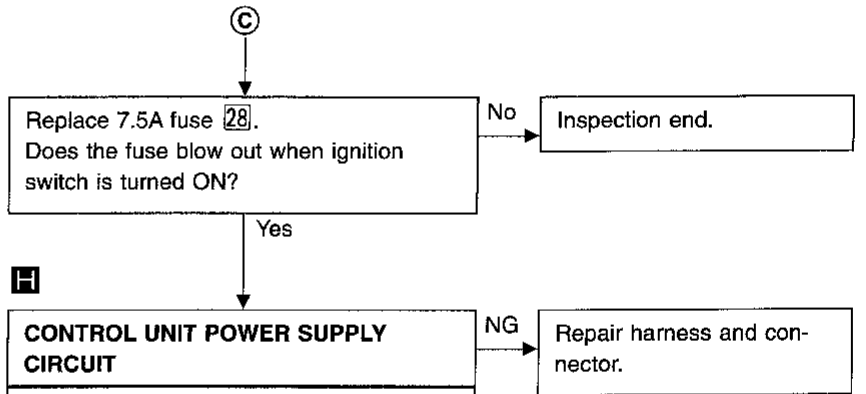 C
Replace 7.5A fuse 28.
Does the fuse blow out when ignition
switch is turned ON?
No
Inspection end.
Yes
H
CONTROL UNIT POWER SUPPLY
CIRCUIT
NG
Repair harness and con-
nector.